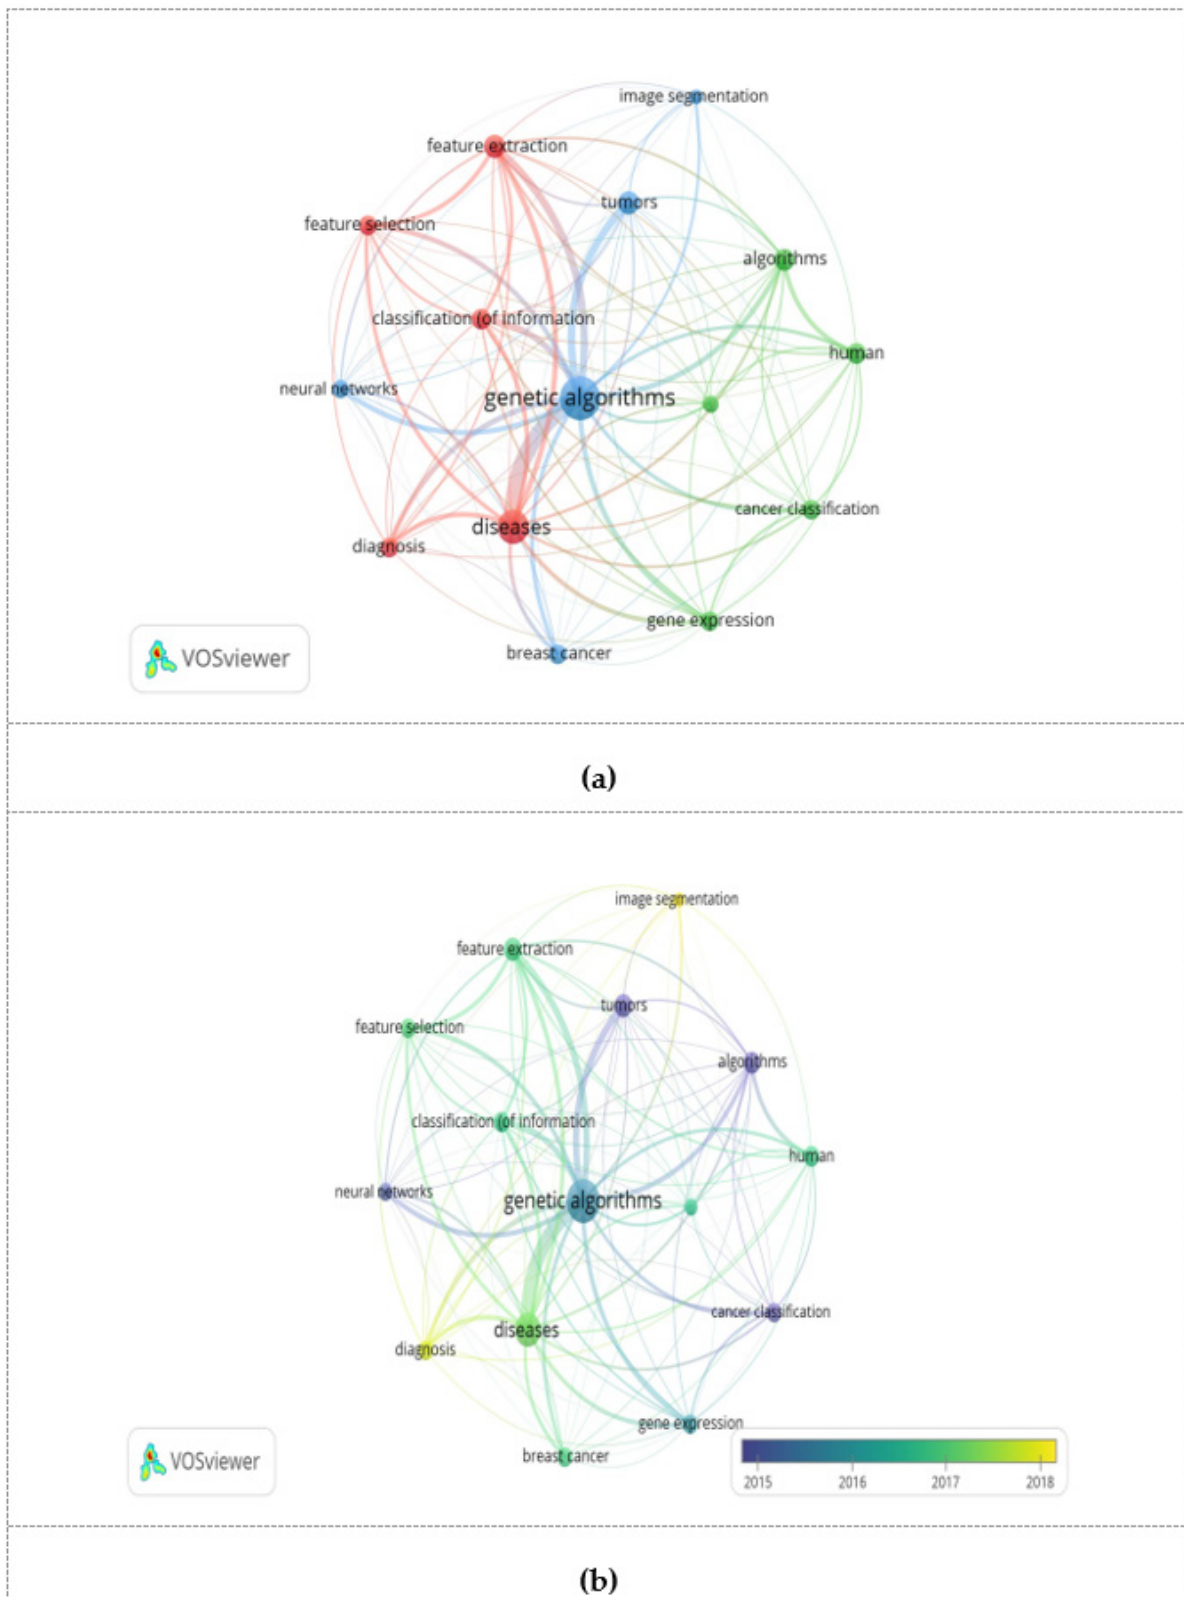 image segmentation
feature extraction
tumors
feature selection
algorithms
classification (of information
human
neural networks
genetic algorithms
cancer classification
diseases
diagnosis
gene expression
breast cancer
VOSviewer
(a)
image segmentation
feature extraction
tumors
feature selection
algorithms
classification (of information
human
neural networks
genetic algorithms
cancer classification
diseases
diagnosis
gene expression
breast cancer
VOSviewer
2015 2016 2017 2018
(b)